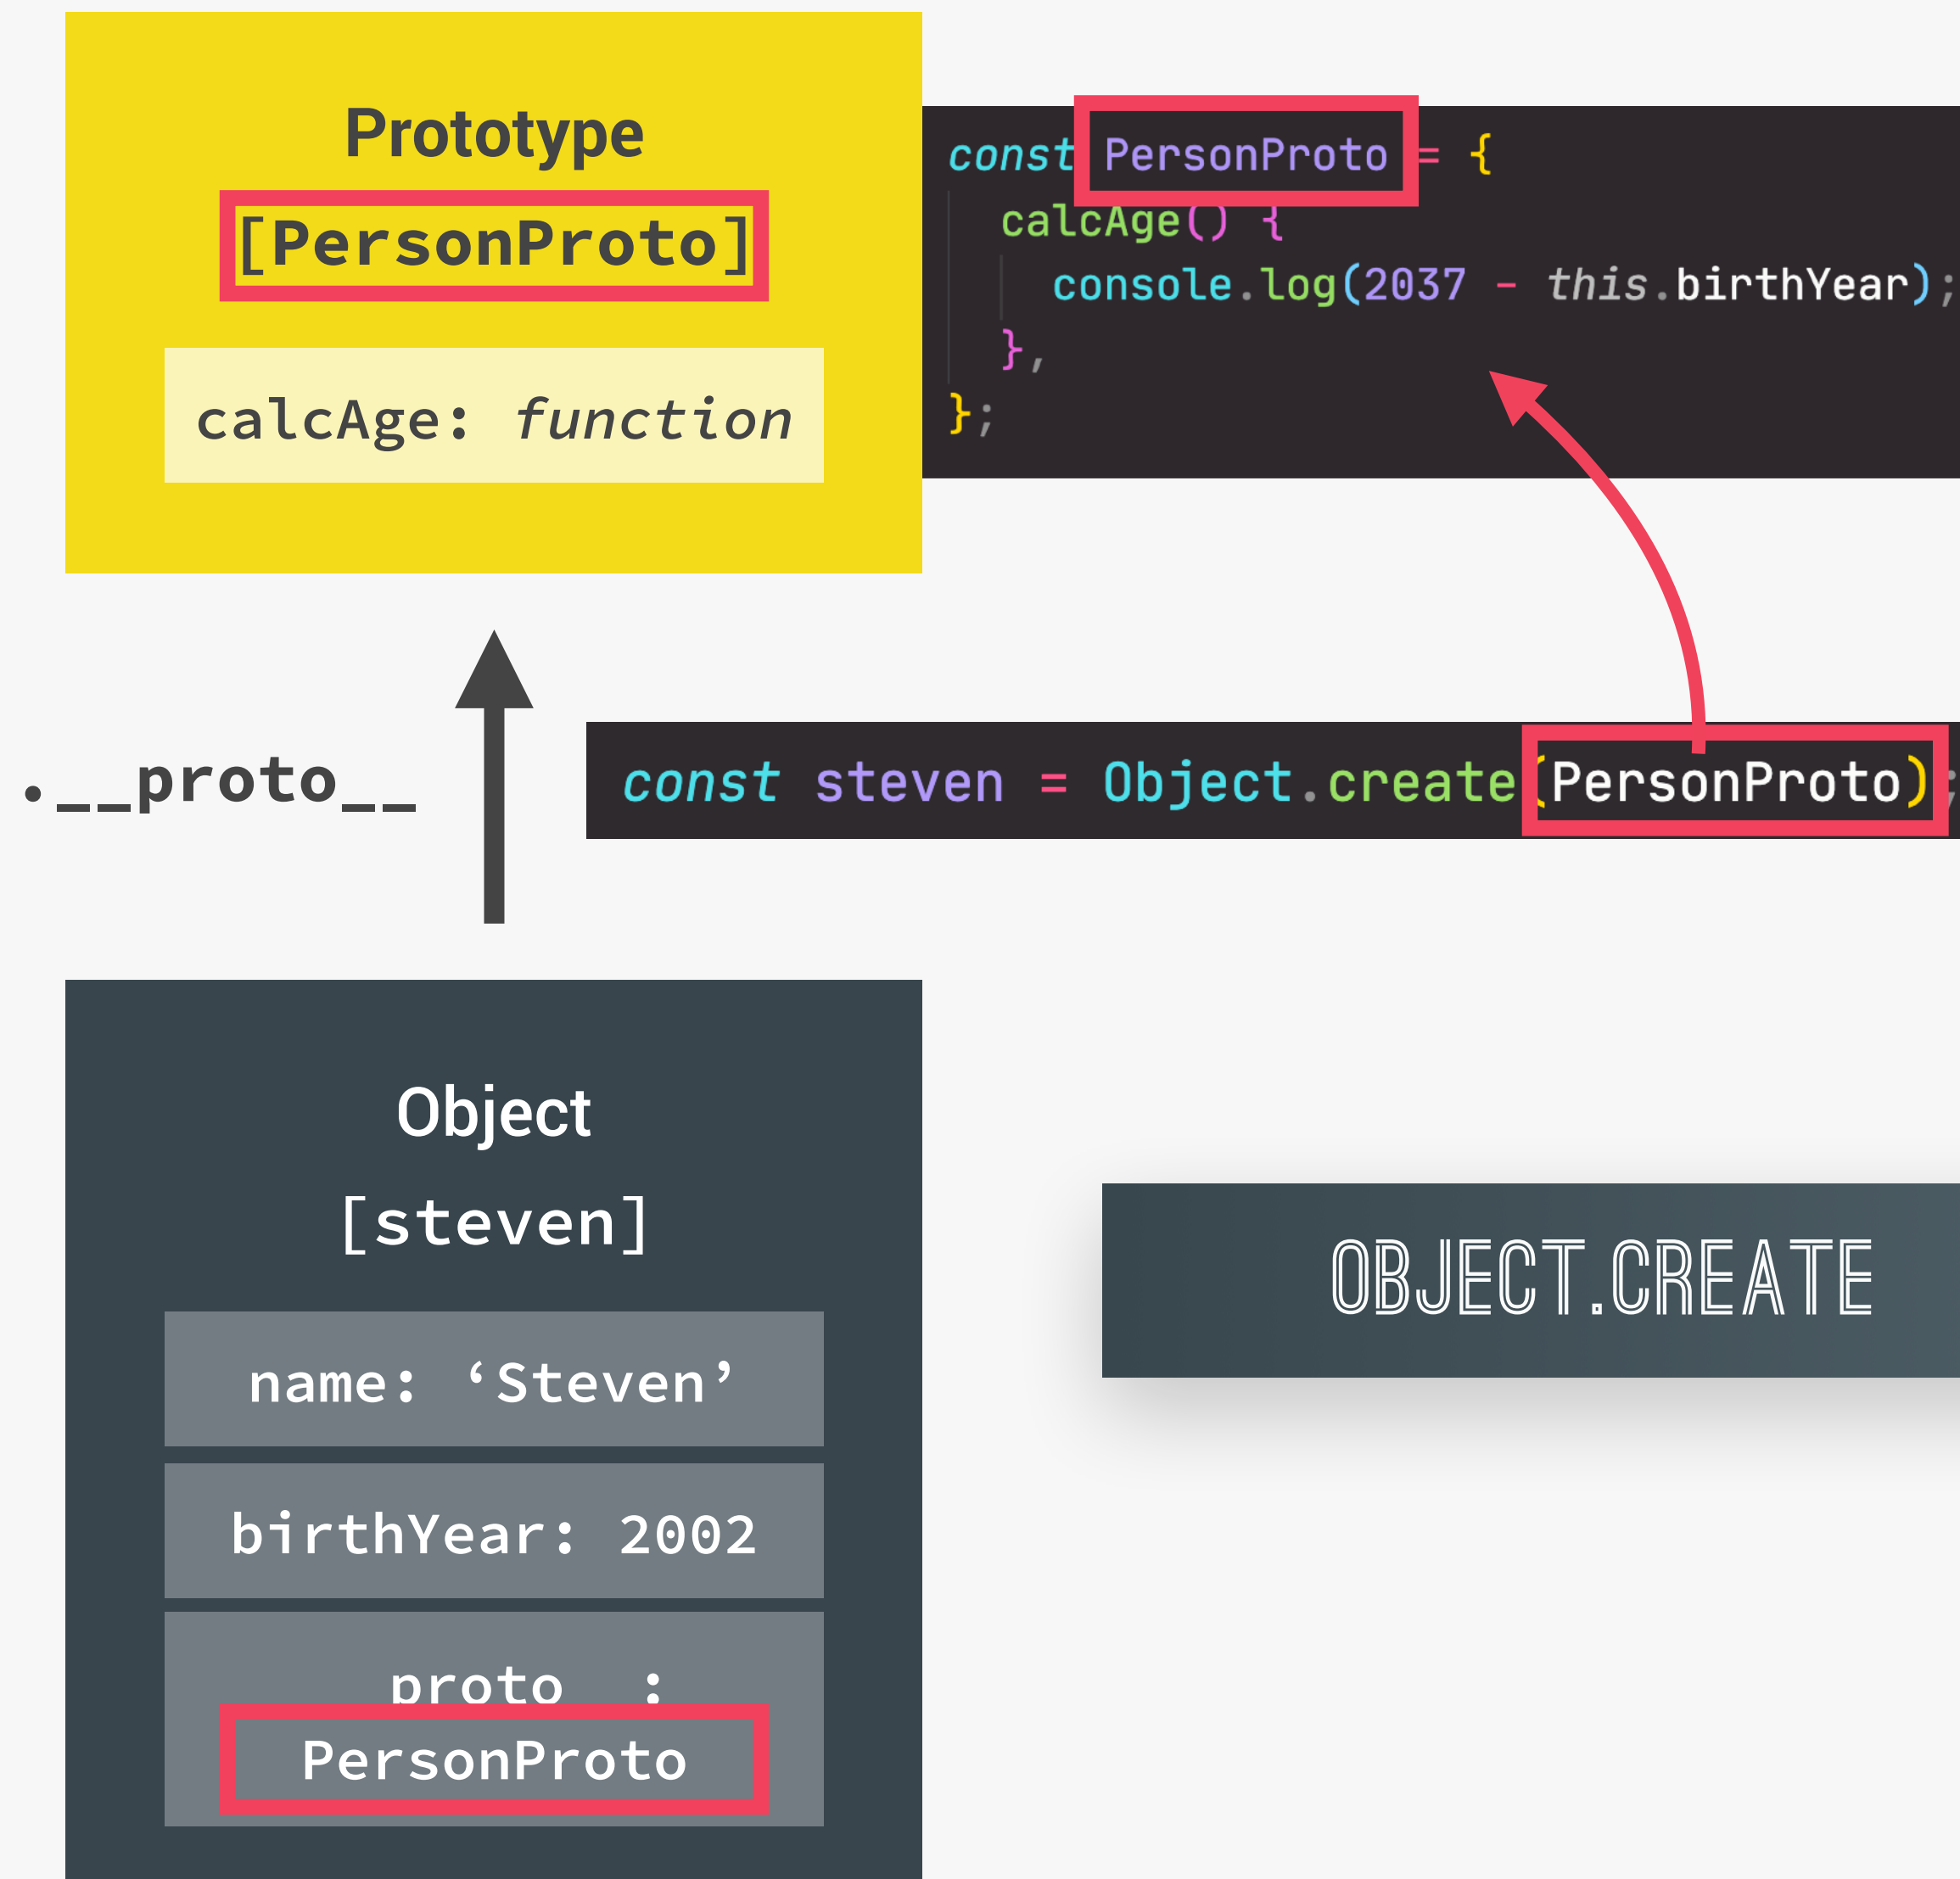 Prototype
[PersonProto]
calcAge: function
const PersonProto = {
calcAge() {
console.log(2037 - this.birthYear);
},
};
.__proto__
const steven = Object.create(PersonProto);
Object
[steven]
name: ‘Steven’
birthYear: 2002
proto :
PersonProto
OBJECT.CREATE